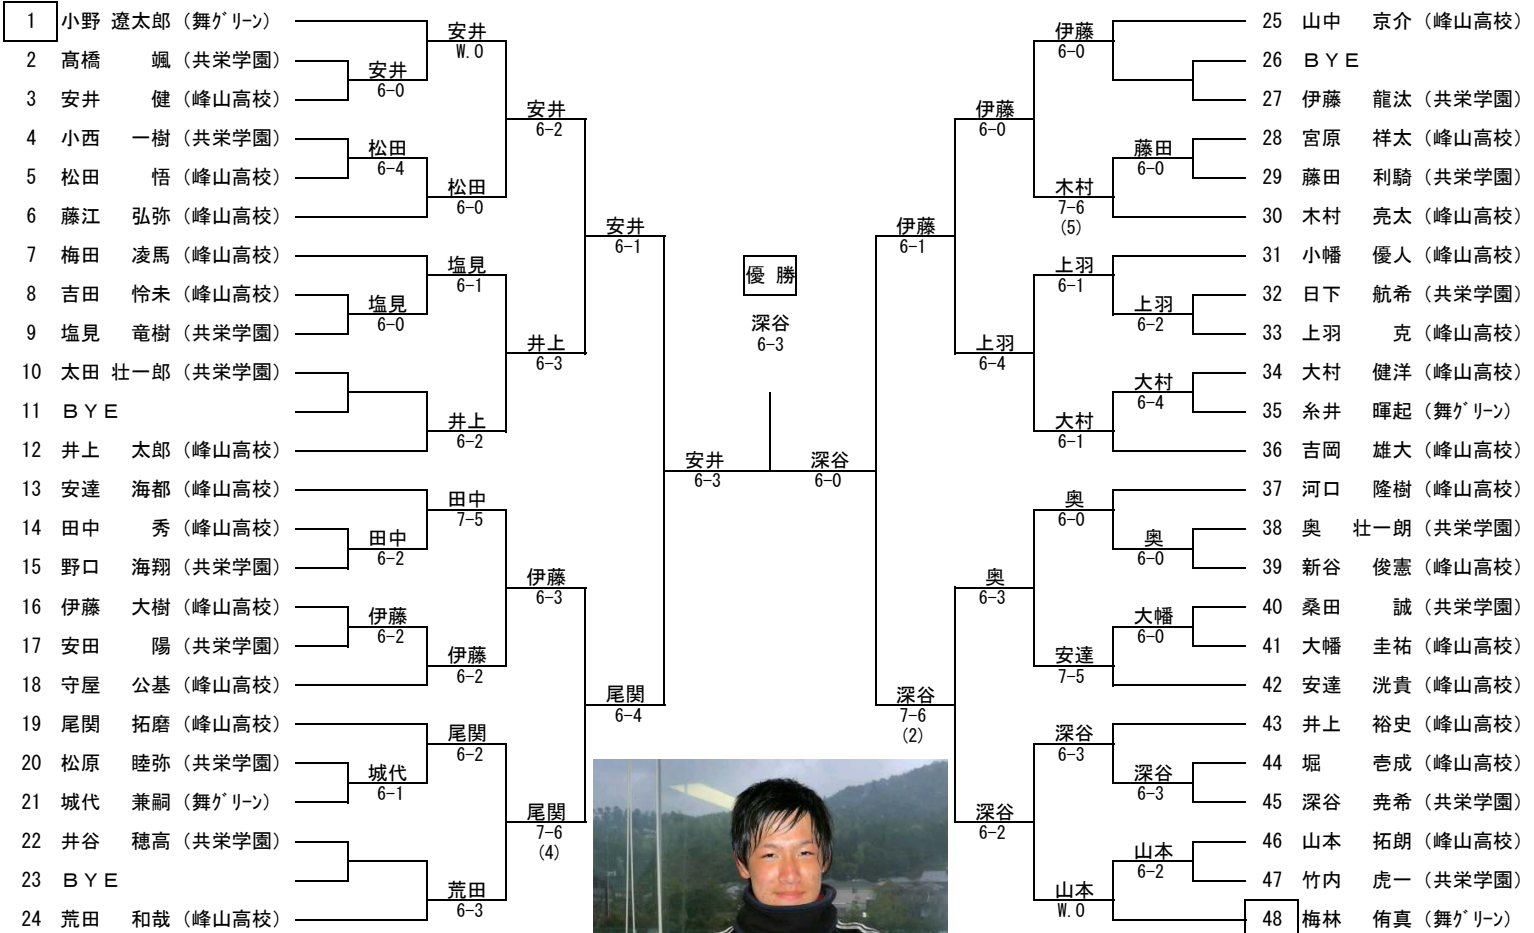 1 小野 遼太郎 (舞ｸﾞﾘｰﾝ)
2 髙橋 颯 (共栄学園)
3 安井 健 (峰山高校)
4 小西 一樹 (共栄学園)
5 松田 悟 (峰山高校)
6 藤江 弘弥 (峰山高校)
7 梅田 凌馬 (峰山高校)
8 吉田 怜未 (峰山高校)
9 塩見 竜樹 (共栄学園)
10 太田 壮一郎 (共栄学園)
11 ＢＹＥ
12 井上 太郎 (峰山高校)
13 安達 海都 (峰山高校)
14 田中 秀 (峰山高校)
15 野口 海翔 (共栄学園)
16 伊藤 大樹 (峰山高校)
17 安田 陽 (共栄学園)
18 守屋 公基 (峰山高校)
19 尾関 拓磨 (峰山高校)
20 松原 睦弥 (共栄学園)
21 城代 兼嗣 (舞ｸﾞﾘｰﾝ)
22 井谷 穂高 (共栄学園)
23 ＢＹＥ
24 荒田 和哉 (峰山高校)
安井
6-0
松田
6-4
塩見
6-0
田中
6-2
伊藤
6-2
城代
6-1
安井
W.O
松田
6-0
塩見
6-1
井上
6-2
田中
7-5
伊藤
6-2
尾関
6-2
荒田
6-3
安井
6-2
井上
6-3
伊藤
6-3
尾関
7-6
(4)
安井
6-1
尾関
6-4
安井
6-3
優 勝
深谷
6-3
深谷
6-0
伊藤
6-1
深谷
7-6
(2)
伊藤
6-0
上羽
6-4
奥
6-3
深谷
6-2
伊藤
6-0
木村
7-6
(5)
上羽
6-1
大村
6-1
奥
6-0
安達
7-5
深谷
6-3
山本
W.O
藤田
6-0
上羽
6-2
大村
6-4
奥
6-0
大幡
6-0
深谷
6-3
山本
6-2
25 山中 京介 (峰山高校)
26 ＢＹＥ
27 伊藤 龍汰 (共栄学園)
28 宮原 祥太 (峰山高校)
29 藤田 利騎 (共栄学園)
30 木村 亮太 (峰山高校)
31 小幡 優人 (峰山高校)
32 日下 航希 (共栄学園)
33 上羽 克 (峰山高校)
34 大村 健洋 (峰山高校)
35 糸井 暉起 (舞ｸﾞﾘｰﾝ)
36 吉岡 雄大 (峰山高校)
37 河口 隆樹 (峰山高校)
38 奥 壮一朗 (共栄学園)
39 新谷 俊憲 (峰山高校)
40 桑田 誠 (共栄学園)
41 大幡 圭祐 (峰山高校)
42 安達 洸貴 (峰山高校)
43 井上 裕史 (峰山高校)
44 堀 壱成 (峰山高校)
45 深谷 尭希 (共栄学園)
46 山本 拓朗 (峰山高校)
47 竹内 虎一 (共栄学園)
48 梅林 侑真 (舞ｸﾞﾘｰﾝ)